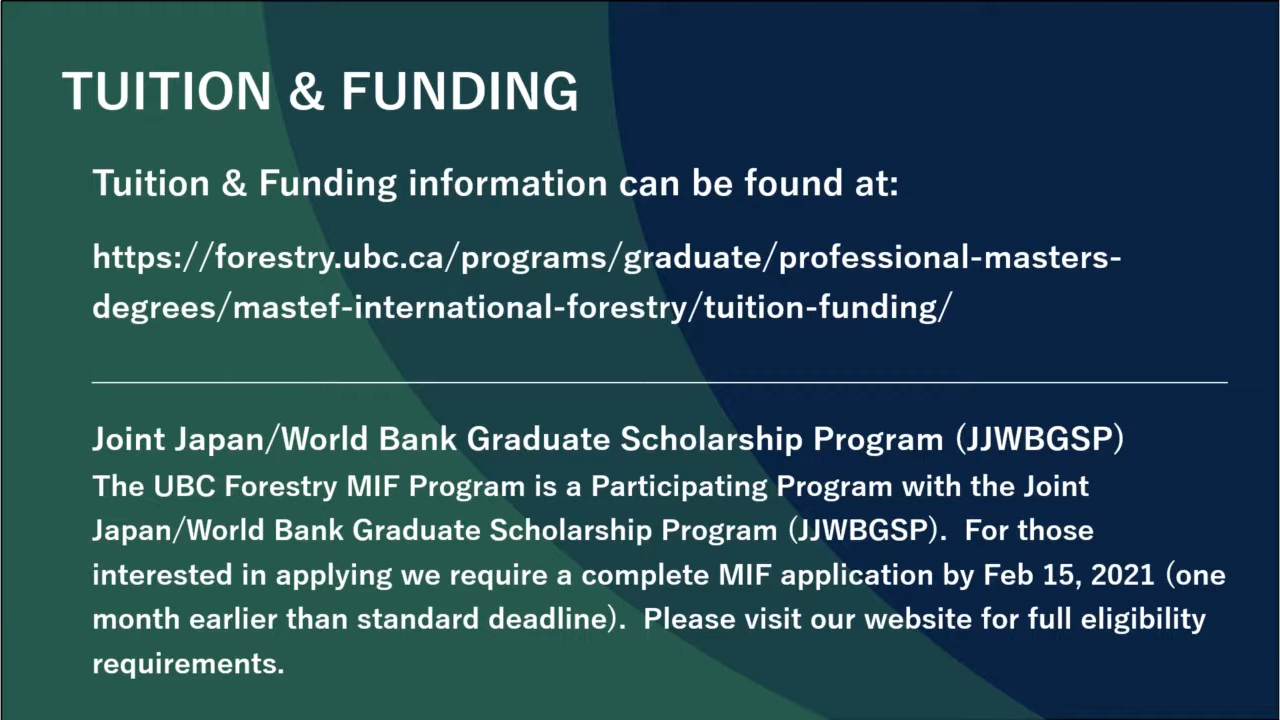 TUITION & FUNDING
Tuition & Funding information can be found at:
https://forestry.ubc.ca/programs/graduate/professional-masters-
degrees/mastef-international-forestry/tuition-funding/
Joint Japan/World Bank Graduate Scholarship Program (JJWBGSP)
The UBC Forestry MIF Program is a Participating Program with the Joint
Japan/World Bank Graduate Scholarship Program (JJWBGSP).  For those
interested in applying we require a complete MIF application by Feb 15, 2021 (one
month earlier than standard deadline).  Please visit our website for full eligibility
requirements.